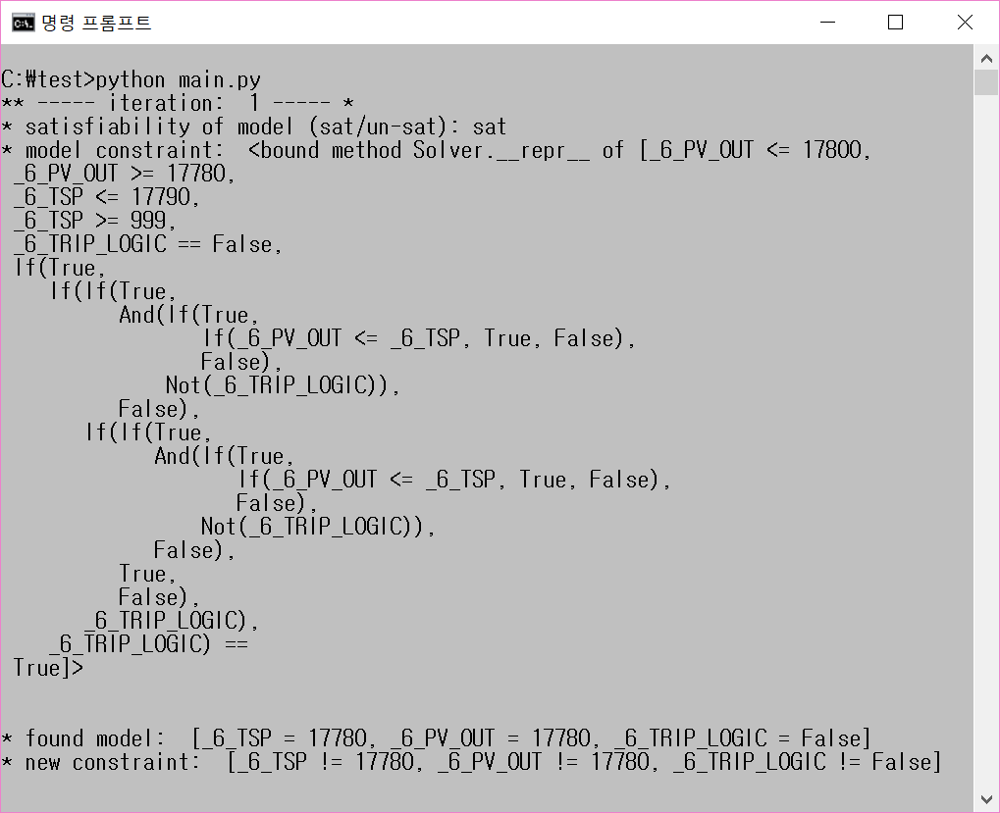 명령 프롬프트
C:₩test>python main.py
** ----- iteration:  1 ----- *
* satisfiability of model (sat/un-sat): sat
* model constraint:  <bound method Solver.__repr__ of [_6_PV_OUT <= 17800,
 _6_PV_OUT >= 17780,
 _6_TSP <= 17790,
 _6_TSP >= 999,
 _6_TRIP_LOGIC == False,
 If(True,
    If(If(True,
          And(If(True,
                 If(_6_PV_OUT <= _6_TSP, True, False),
                 False),
              Not(_6_TRIP_LOGIC)),
          False),
       If(If(True,
             And(If(True,
                    If(_6_PV_OUT <= _6_TSP, True, False),
                    False),
                 Not(_6_TRIP_LOGIC)),
             False),
          True,
          False),
       _6_TRIP_LOGIC),
    _6_TRIP_LOGIC) ==
 True]>
* found model:  [_6_TSP = 17780, _6_PV_OUT = 17780, _6_TRIP_LOGIC = False]
* new constraint:  [_6_TSP != 17780, _6_PV_OUT != 17780, _6_TRIP_LOGIC != False]